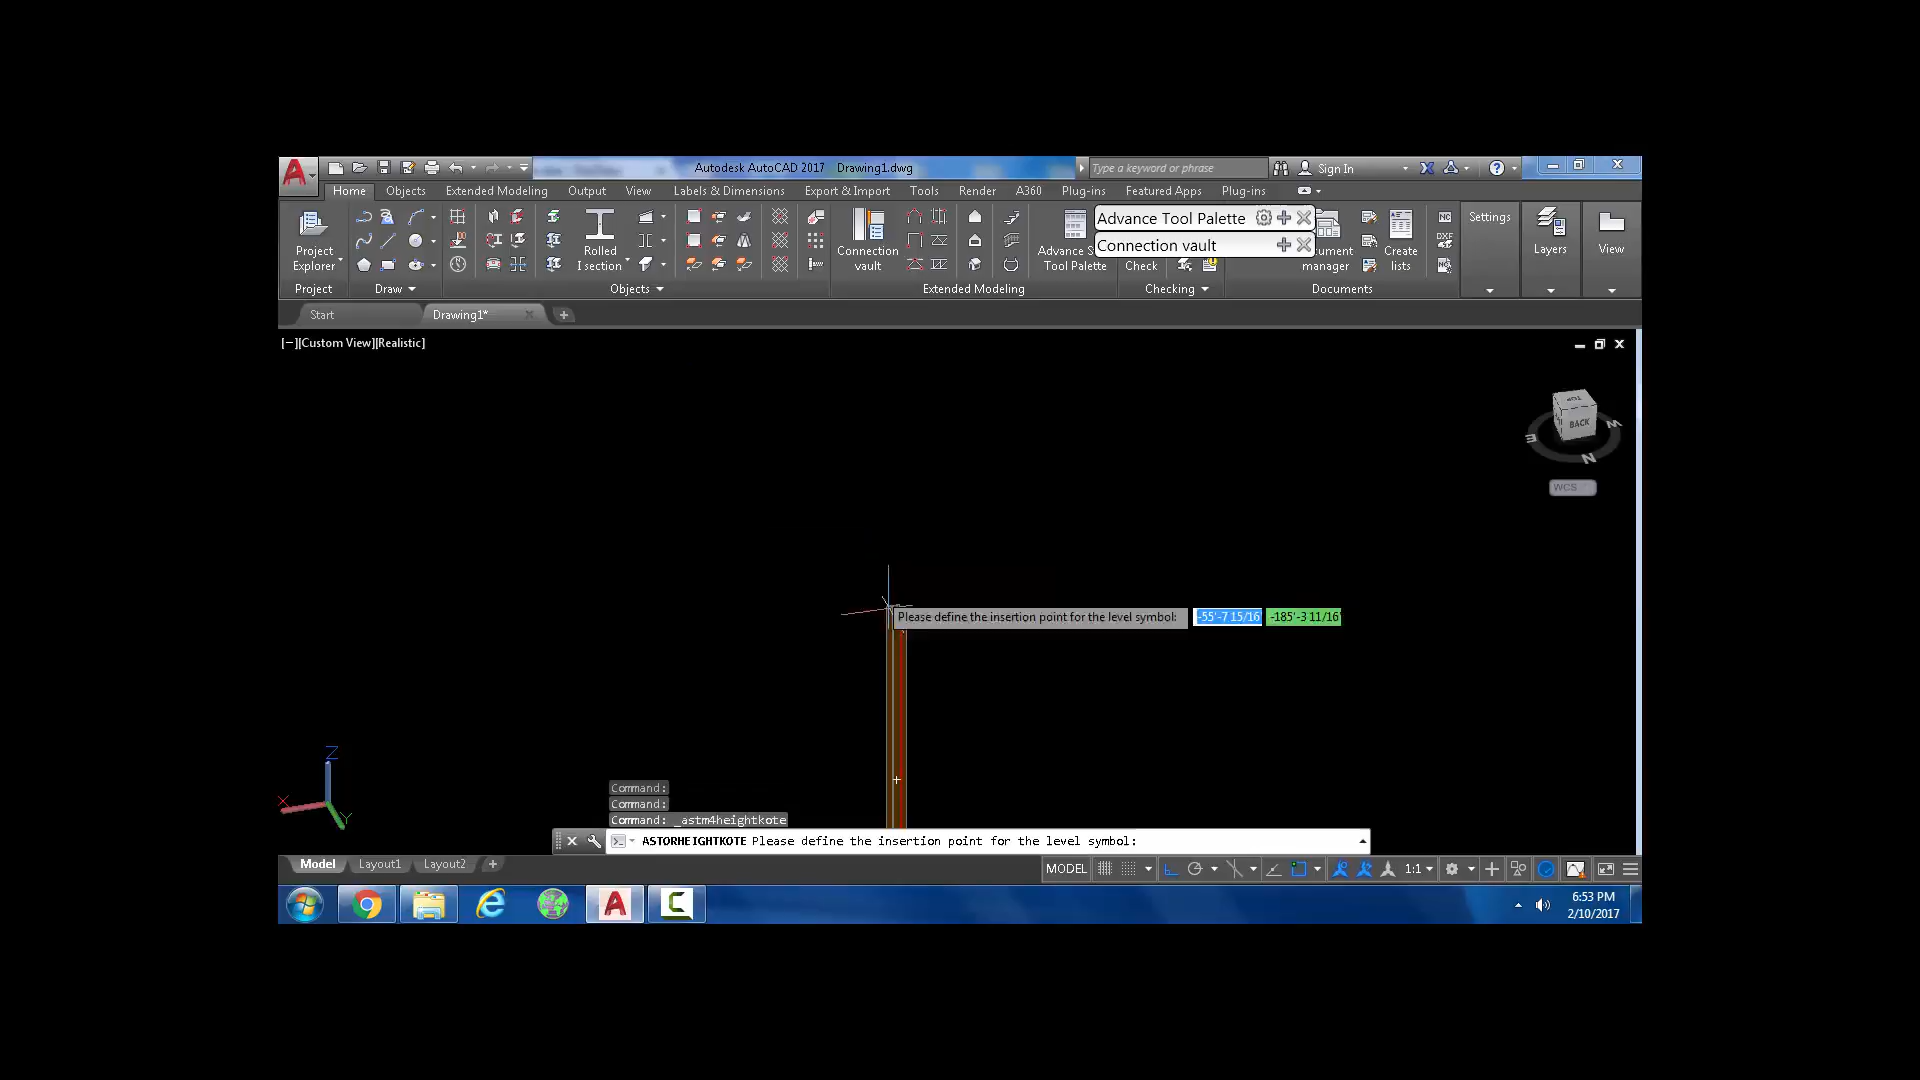 Autodesk AutoCAD 2017 Drawing1.dwg
Type a keyword or phrase
Sign In
Home Objects Extended Modeling Output View Labels & Dimensions Export & Import Tools Render A360 Plug-ins Featured Apps Plug-ins
Project
Explorer
Rolled
I section
Connection
vault
Advance S
Tool Palette
Advance Tool Palette
Connection vault
Check
cument
manager
Create
lists
NC
DXF
NC
Settings
Layers
View
Project Draw Objects Extended Modeling Checking Documents
Start Drawing1*
[−][Custom View][Realistic]
TOP
BACK
E
N
W
WCS
Please define the insertion point for the level symbol: -55'-7 15/16 -185'-3 11/16"
Z
X
Y
Command:
Command:
Command: _astm4heightkote
ASTORHEIGHTKOTE Please define the insertion point for the level symbol:
Model Layout1 Layout2
MODEL 1:1
6:53 PM
2/10/2017